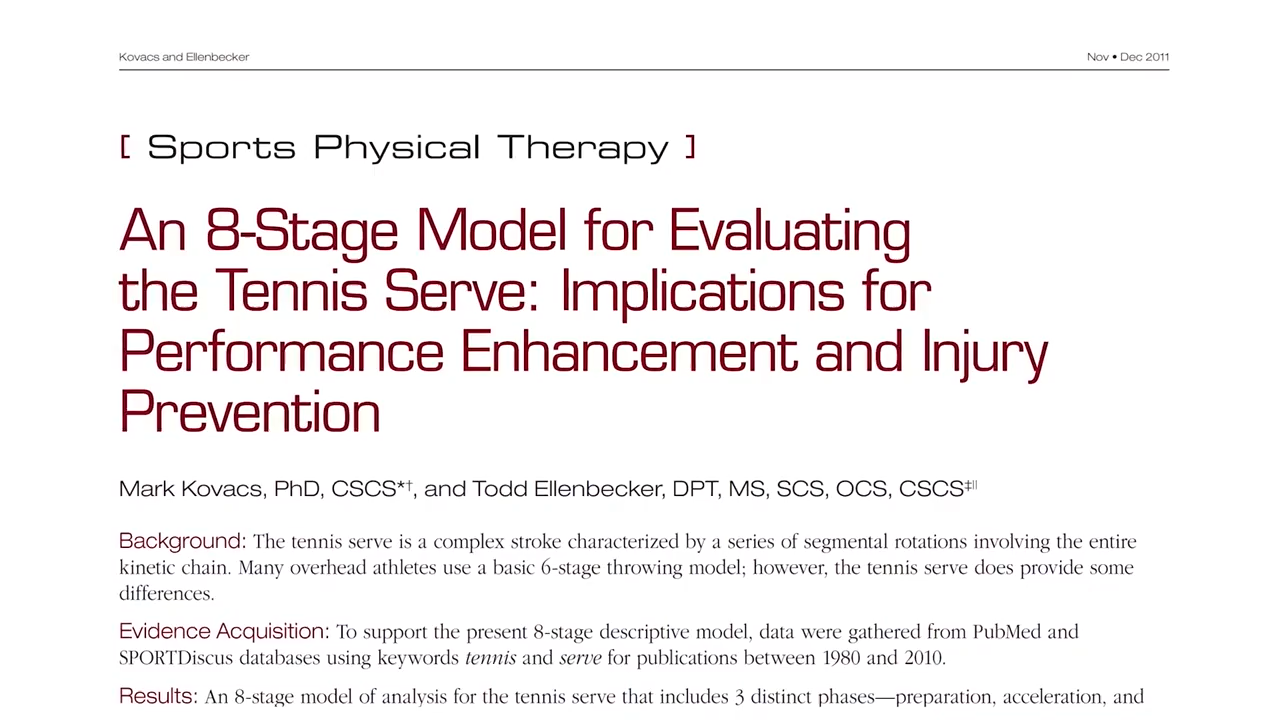 Kovacs and Ellenbecker
Nov • Dec 2011
[ Sports Physical Therapy ]
An 8-Stage Model for Evaluating
the Tennis Serve: Implications for
Performance Enhancement and Injury
Prevention
Mark Kovacs, PhD, CSCS*†, and Todd Ellenbecker, DPT, MS, SCS, OCS, CSCS‡||
Background: The tennis serve is a complex stroke characterized by a series of segmental rotations involving the entire
kinetic chain. Many overhead athletes use a basic 6-stage throwing model; however, the tennis serve does provide some
differences.
Evidence Acquisition: To support the present 8-stage descriptive model, data were gathered from PubMed and
SPORTDiscus databases using keywords tennis and serve for publications between 1980 and 2010.
Results: An 8-stage model of analysis for the tennis serve that includes 3 distinct phases—preparation, acceleration, and